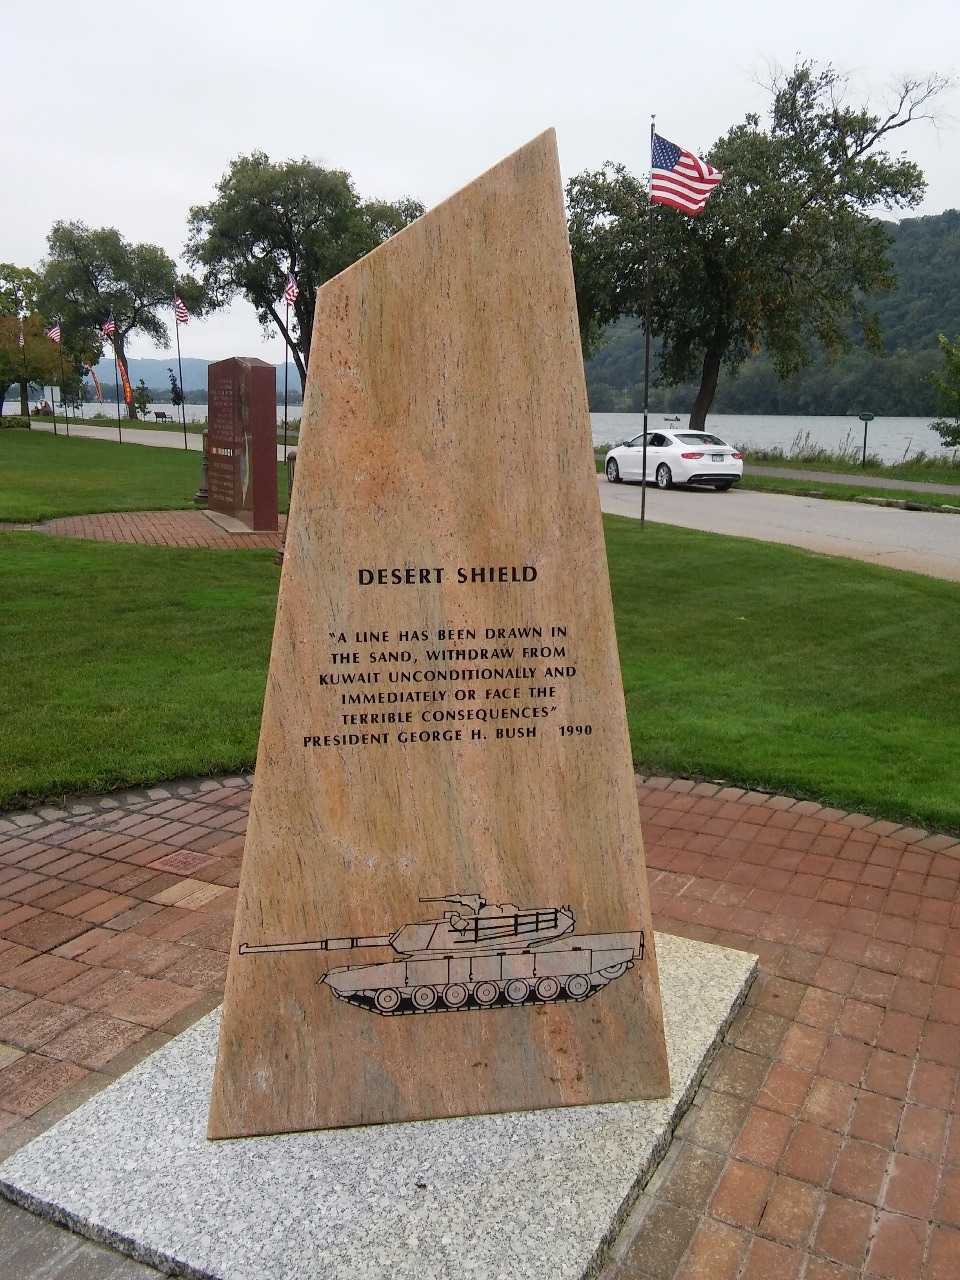 DESERT SHIELD
"A LINE HAS BEEN DRAWN IN
THE SAND, WITHDRAW FROM
KUWAIT UNCONDITIONALLY AND
IMMEDIATELY OR FACE THE
TERRIBLE CONSEQUENCES"
PRESIDENT GEORGE H. BUSH 1990